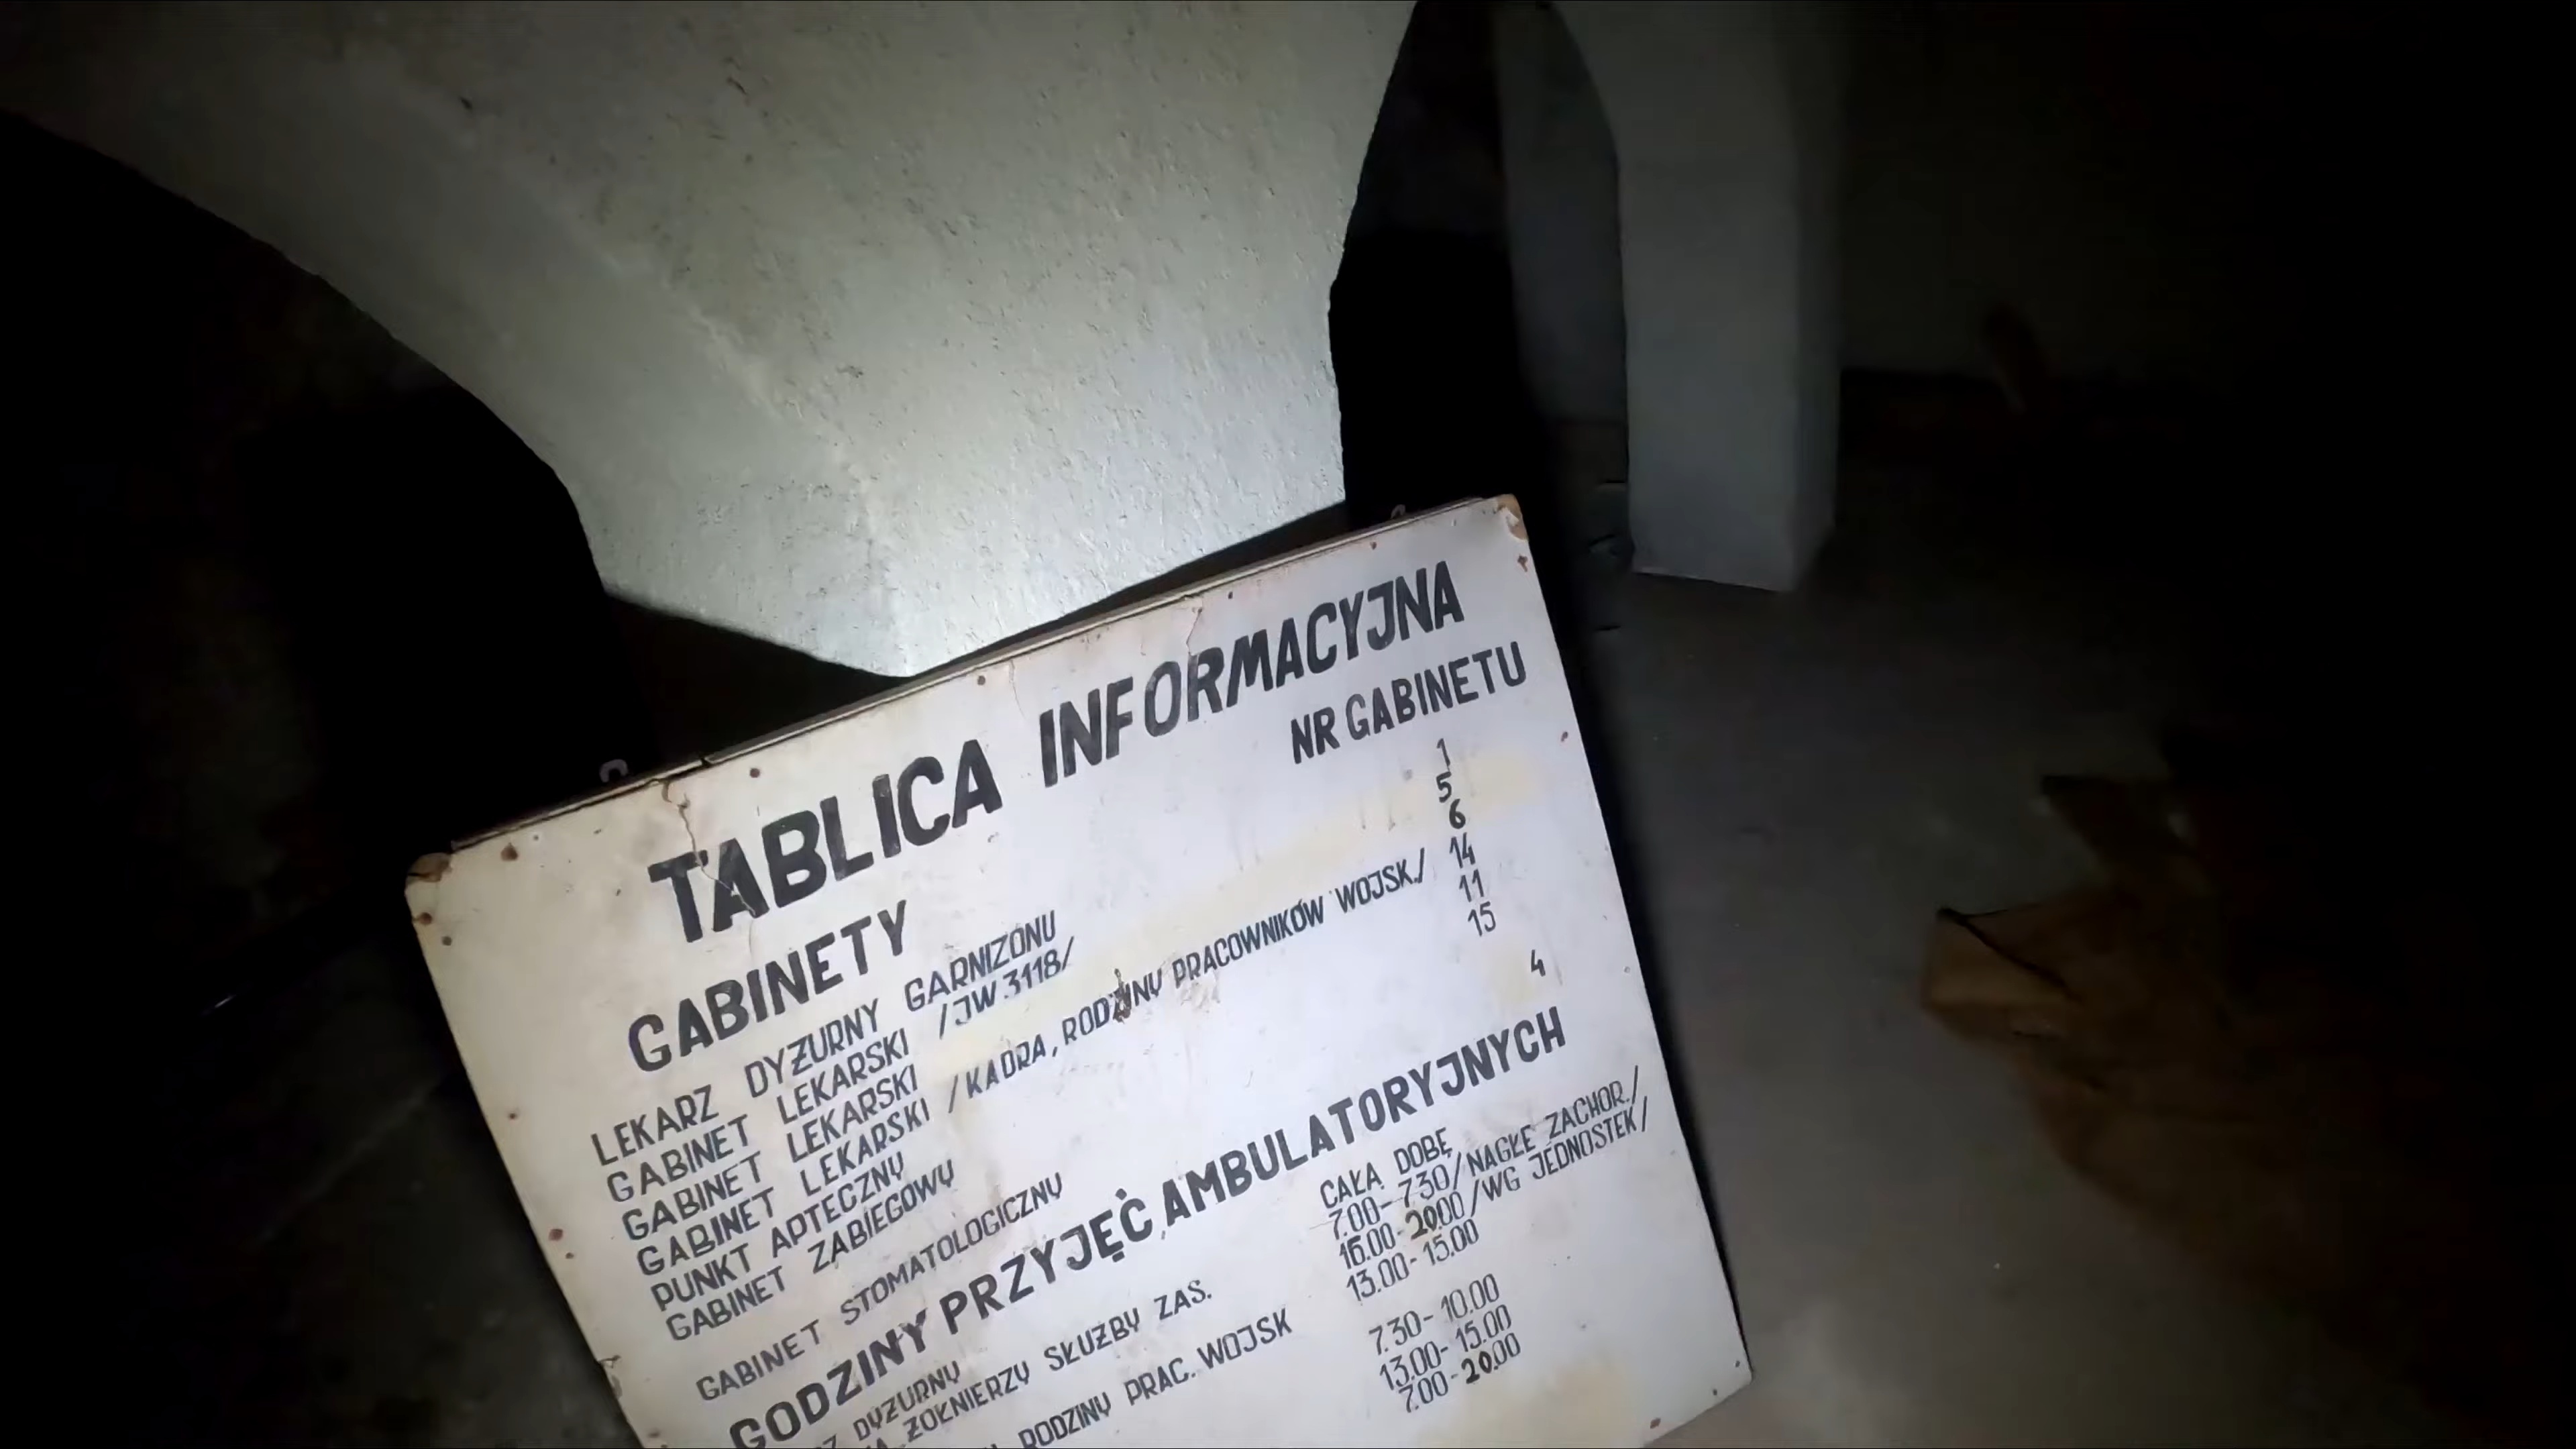 TABLICA INFORMACYJNA
GABINETY NR GABINETU
LEKARZ DYŻURNY GARNIZONU 1
GABINET LEKARSKI /JW 3118/ 5
GABINET LEKARSKI 6
GABINET LEKARSKI /KADRA, RODZINY PRACOWNIKÓW WOJSK./ 14
PUNKT APTECZNY 11
GABINET ZABIEGOWY 15
GABINET STOMATOLOGICZNY 4
GODZINY PRZYJĘĆ AMBULATORYJNYCH
DYŻURNY CAŁĄ DOBĘ
ŻOŁNIERZY SŁUŻBY ZAS. 7.00-7.30/NAGŁE ZACHOR./
16.00-20.00/WG JEDNOSTEK/
RODZINY PRAC. WOJSK 13.00-15.00
7.30-10.00
13.00-15.00
7.00-20.00